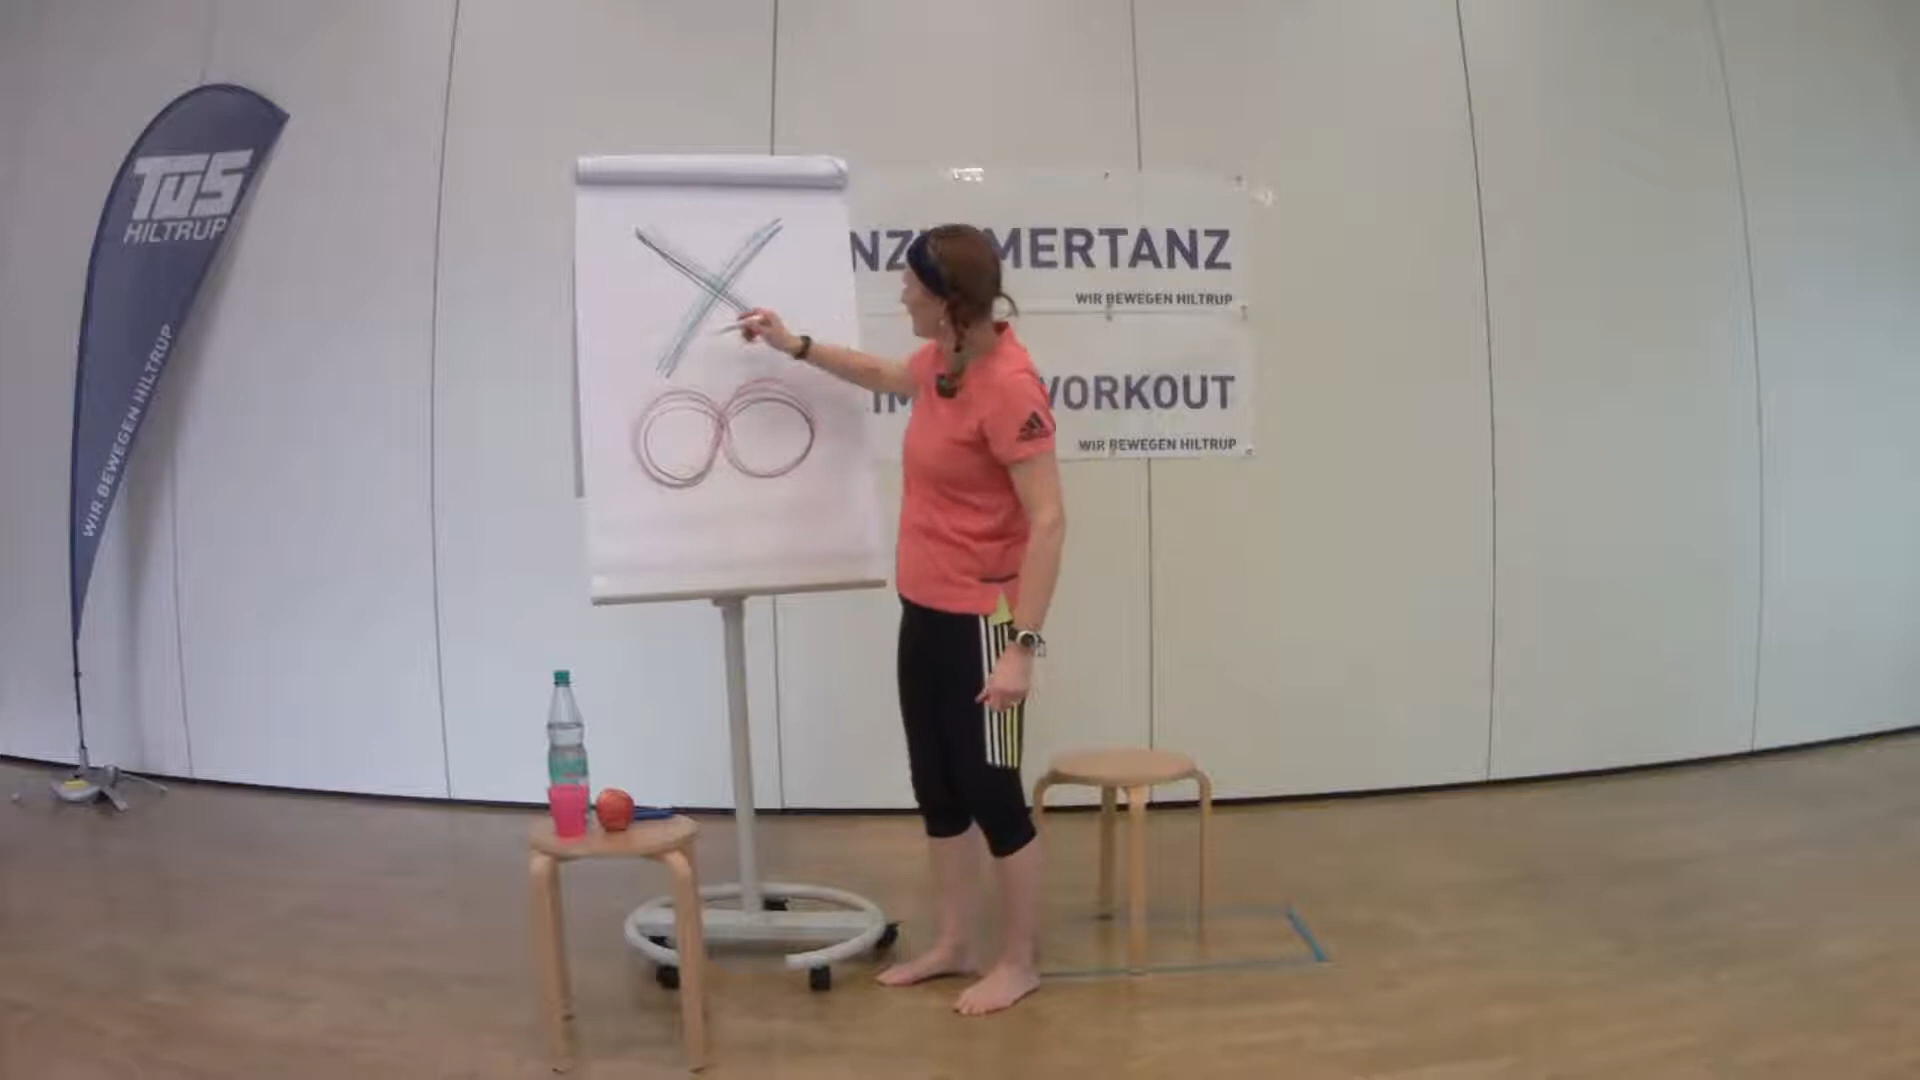 TuS
HILTRUP
WIR BEWEGEN HILTRUP
MERTANZ
WIR BEWEGEN HILTRUP
WORKOUT
WIR BEWEGEN HILTRUP